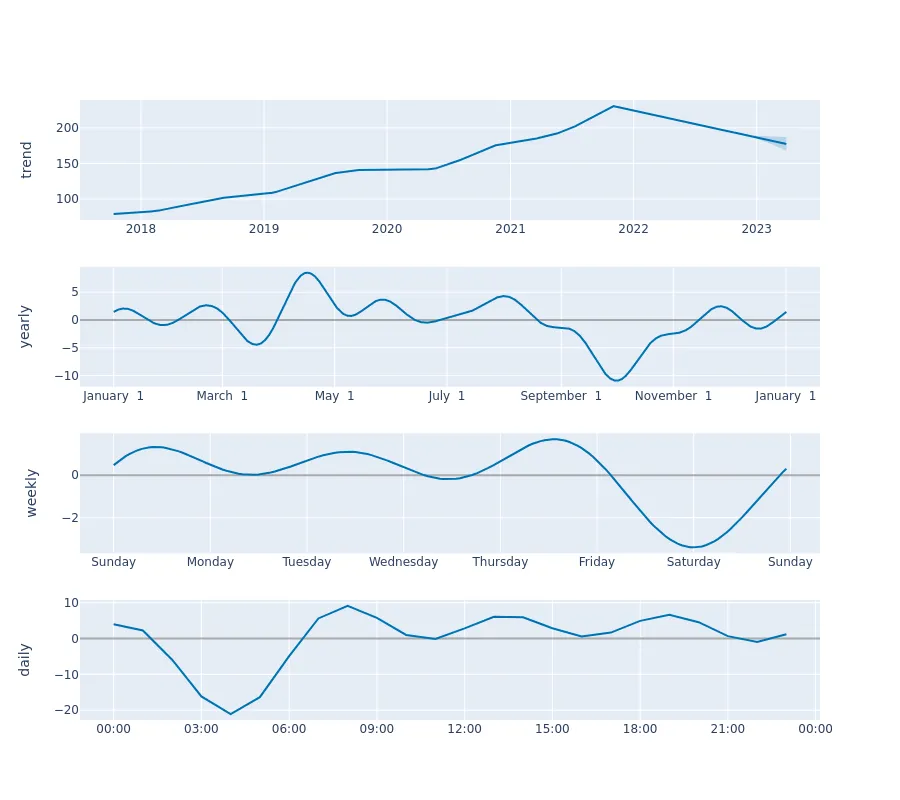 trend
200
150
100
2018 2019 2020 2021 2022 2023
yearly
5
0
−5
−10
January 1 March 1 May 1 July 1 September 1 November 1 January 1
weekly
0
−2
Sunday Monday Tuesday Wednesday Thursday Friday Saturday Sunday
daily
10
0
−10
−20
00:00 03:00 06:00 09:00 12:00 15:00 18:00 21:00 00:00